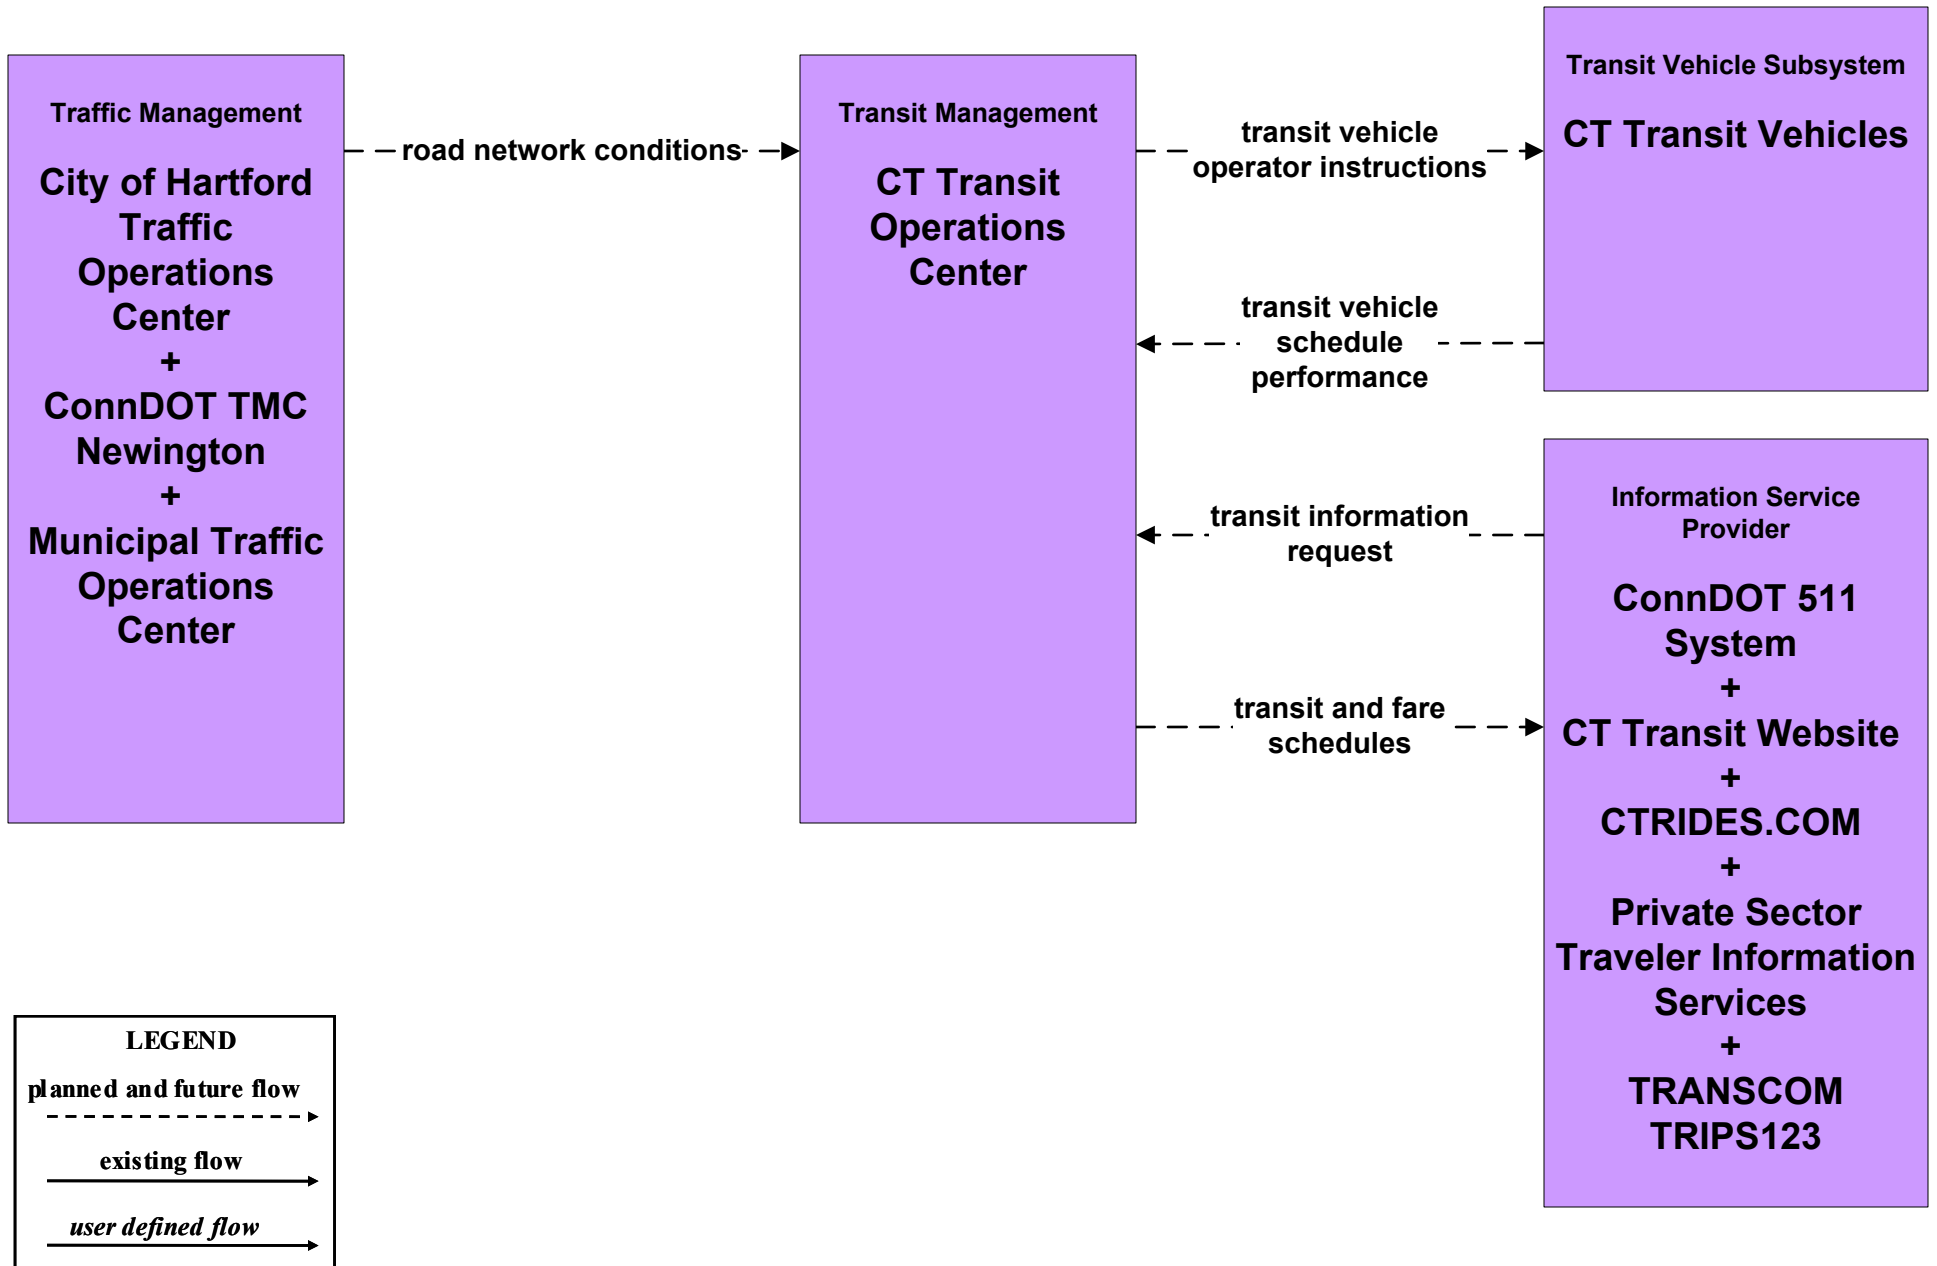 Traffic Management
City of Hartford
Traffic
Operations
Center
+
ConnDOT TMC
Newington
+
Municipal Traffic
Operations
Center
road network conditions
Transit Management
CT Transit
Operations
Center
transit vehicle
operator instructions
transit vehicle
schedule
performance
transit information
request
transit and fare
schedules
Transit Vehicle Subsystem
CT Transit Vehicles
Information Service
Provider
ConnDOT 511
System
+
CT Transit Website
+
CTRIDES.COM
+
Private Sector
Traveler Information
Services
+
TRANSCOM
TRIPS123
LEGEND
planned and future flow
existing flow
user defined flow